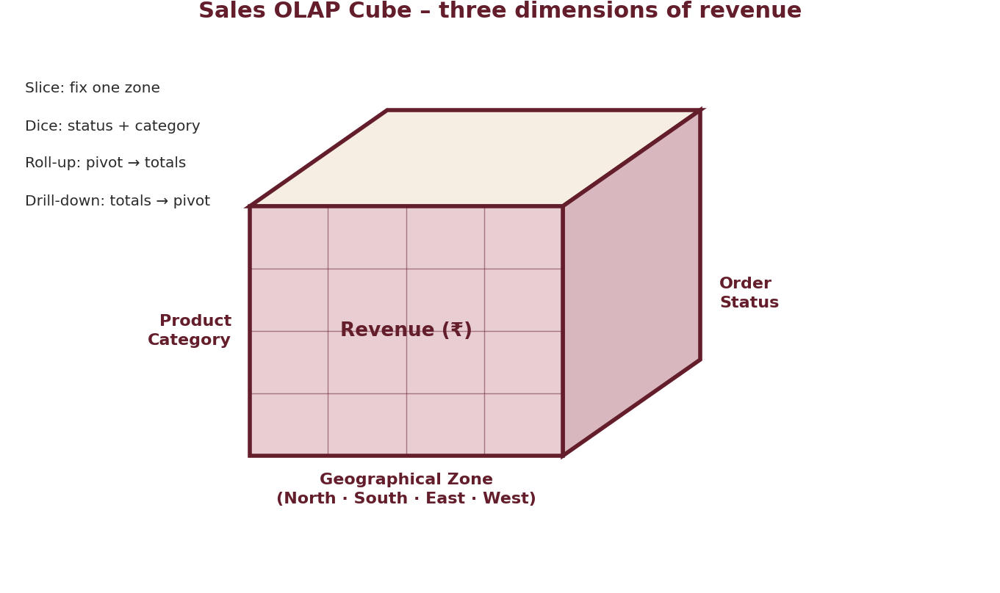 Sales OLAP Cube – three dimensions of revenue
Slice: fix one zone
Dice: status + category
Roll-up: pivot → totals
Drill-down: totals → pivot
Order
Status
Product
Category
Revenue (₹)
Geographical Zone
(North · South · East · West)